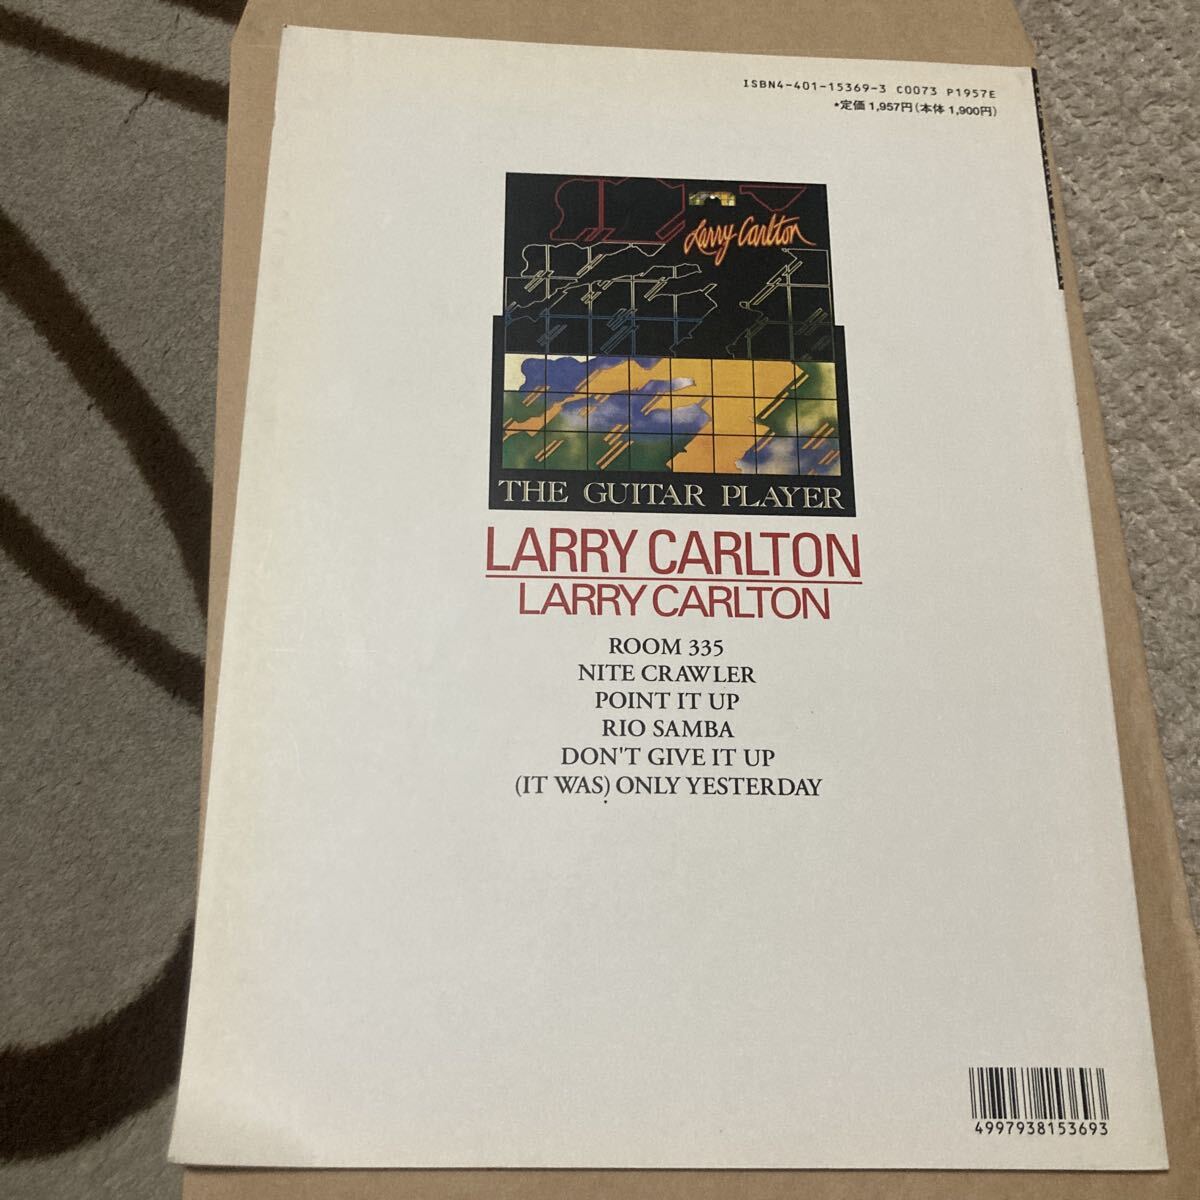 ISBN4-401-15369-3 C0073 P1957E
*定価1,957円(本体1,900円)
Larry Carlton
THE GUITAR PLAYER
LARRY CARLTON
LARRY CARLTON
ROOM 335
NITE CRAWLER
POINT IT UP
RIO SAMBA
DON'T GIVE IT UP
(IT WAS) ONLY YESTERDAY
4997938153693